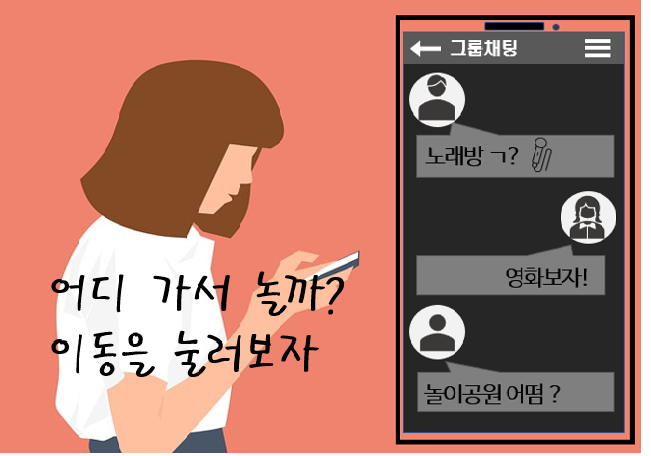 어디 가서 놀까?
이동을 눌러보자
그룹채팅
노래방 ㄱ?
영화보자!
놀이공원 어떰 ?